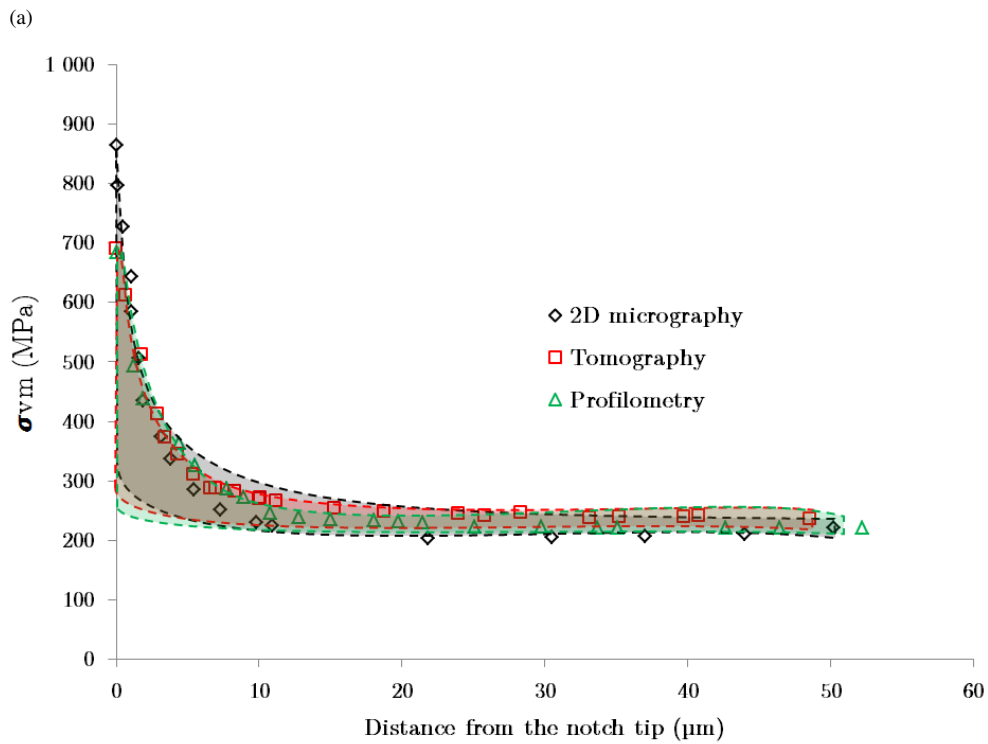 (a)
1 000
900
800
700
600
500
400
300
200
100
0
σvm (MPa)
2D micrography
Tomography
Profilometry
0 10 20 30 40 50 60
Distance from the notch tip (µm)